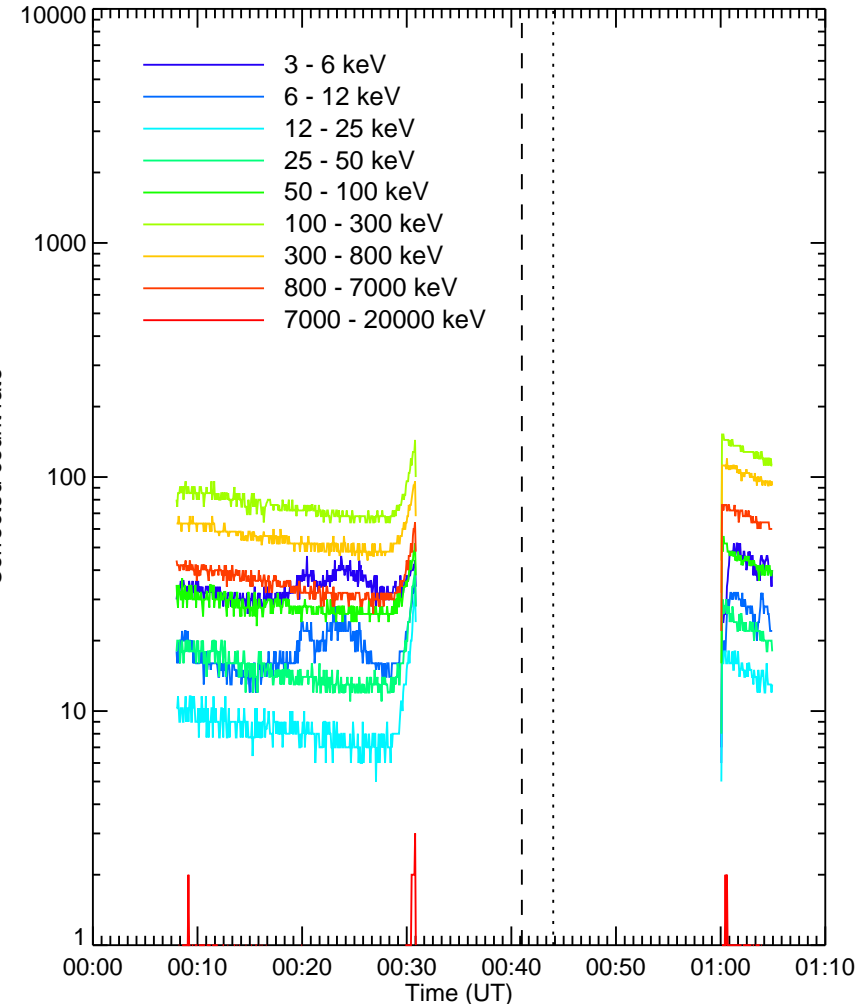 10000
1000
100
10
1
3 - 6 keV
6 - 12 keV
12 - 25 keV
25 - 50 keV
50 - 100 keV
100 - 300 keV
300 - 800 keV
800 - 7000 keV
7000 - 20000 keV
00:00 00:10 00:20 00:30 00:40 00:50 01:00 01:10
Time (UT)